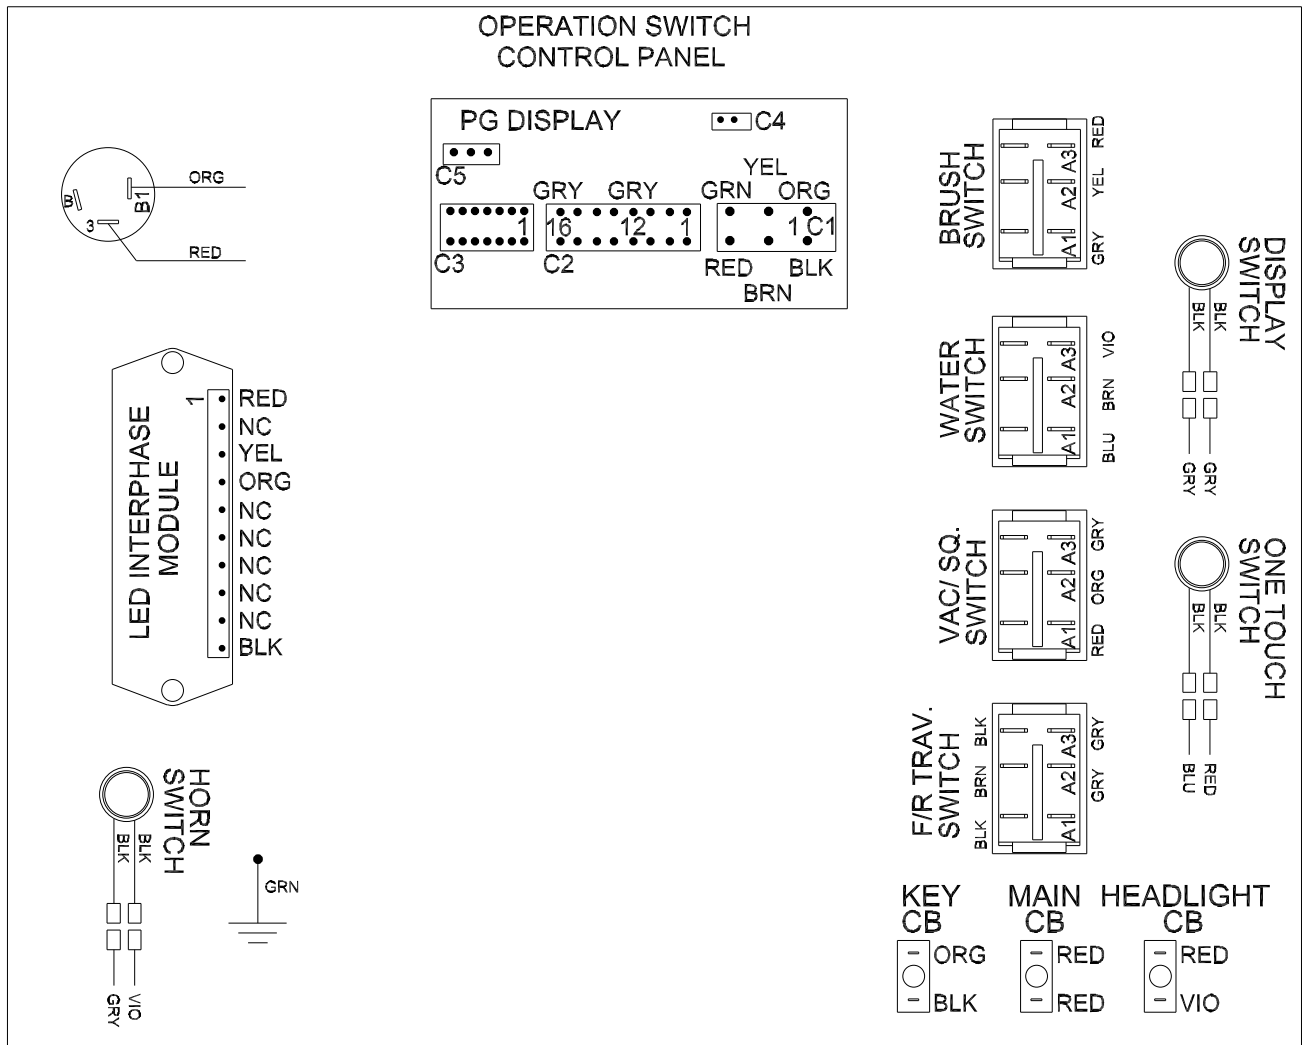 OPERATION SWITCH
CONTROL PANEL
B1
B
3
ORG
RED
PG DISPLAY
C4
C5
YEL
GRY GRY GRN ORG
1 16 12 1 1 C1
C3 C2 RED BLK
BRN
BRUSH
SWITCH
A3 RED
A2 YEL
A1 GRY
DISPLAY
SWITCH
BLK BLK
GRY GRY
WATER
SWITCH
A3 VIO
A2 BRN
A1 BLU
LED INTERPHASE
MODULE
1
RED
NC
YEL
ORG
NC
NC
NC
NC
NC
BLK
VAC/ SQ.
SWITCH
A3 GRY
A2 ORG
A1 RED
ONE TOUCH
SWITCH
BLK BLK
BLU RED
F/R TRAV.
SWITCH
BLK A3 GRY
BRN A2 GRY
BLK A1
HORN
SWITCH
BLK BLK
GRY VIO
GRN
KEY
CB
ORG
BLK
MAIN
CB
RED
RED
HEADLIGHT
CB
RED
VIO